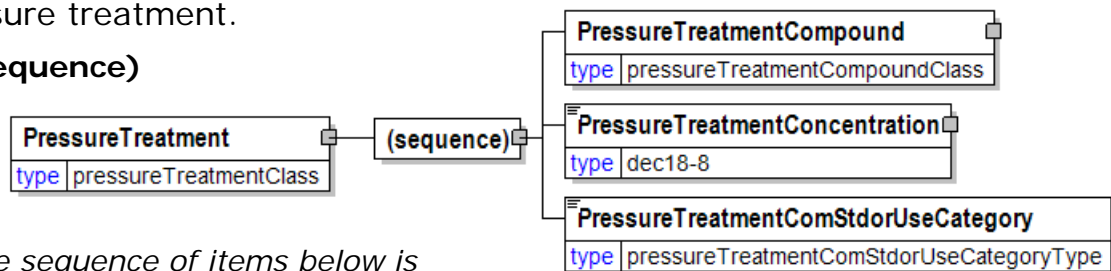 sure treatment.
equence)
PressureTreatment
type pressureTreatmentClass
(sequence)
PressureTreatmentCompound
type pressureTreatmentCompoundClass
PressureTreatmentConcentration
type dec18-8
PressureTreatmentComStdorUseCategory
type pressureTreatmentComStdorUseCategoryType
e sequence of items below is